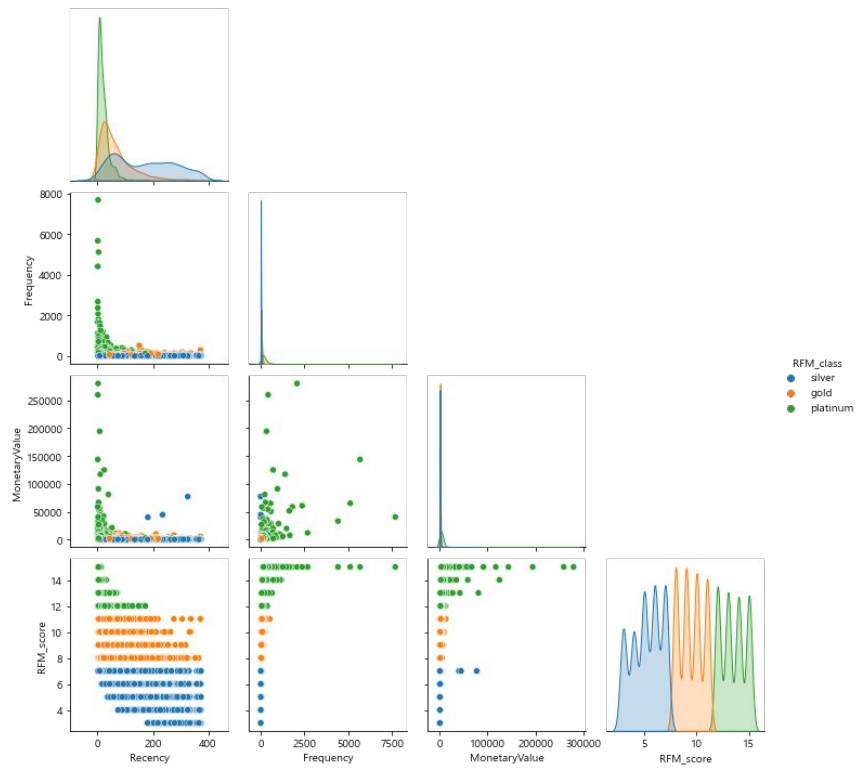 8000
6000
4000
2000
0
Frequency
250000
200000
150000
100000
50000
0
MonetaryValue
RFM_class
silver
gold
platinum
14
12
10
8
6
4
RFM_score
0 200 400
0 2500 5000 7500
0 100000 200000 300000
5 10 15
Recency
Frequency
MonetaryValue
RFM_score